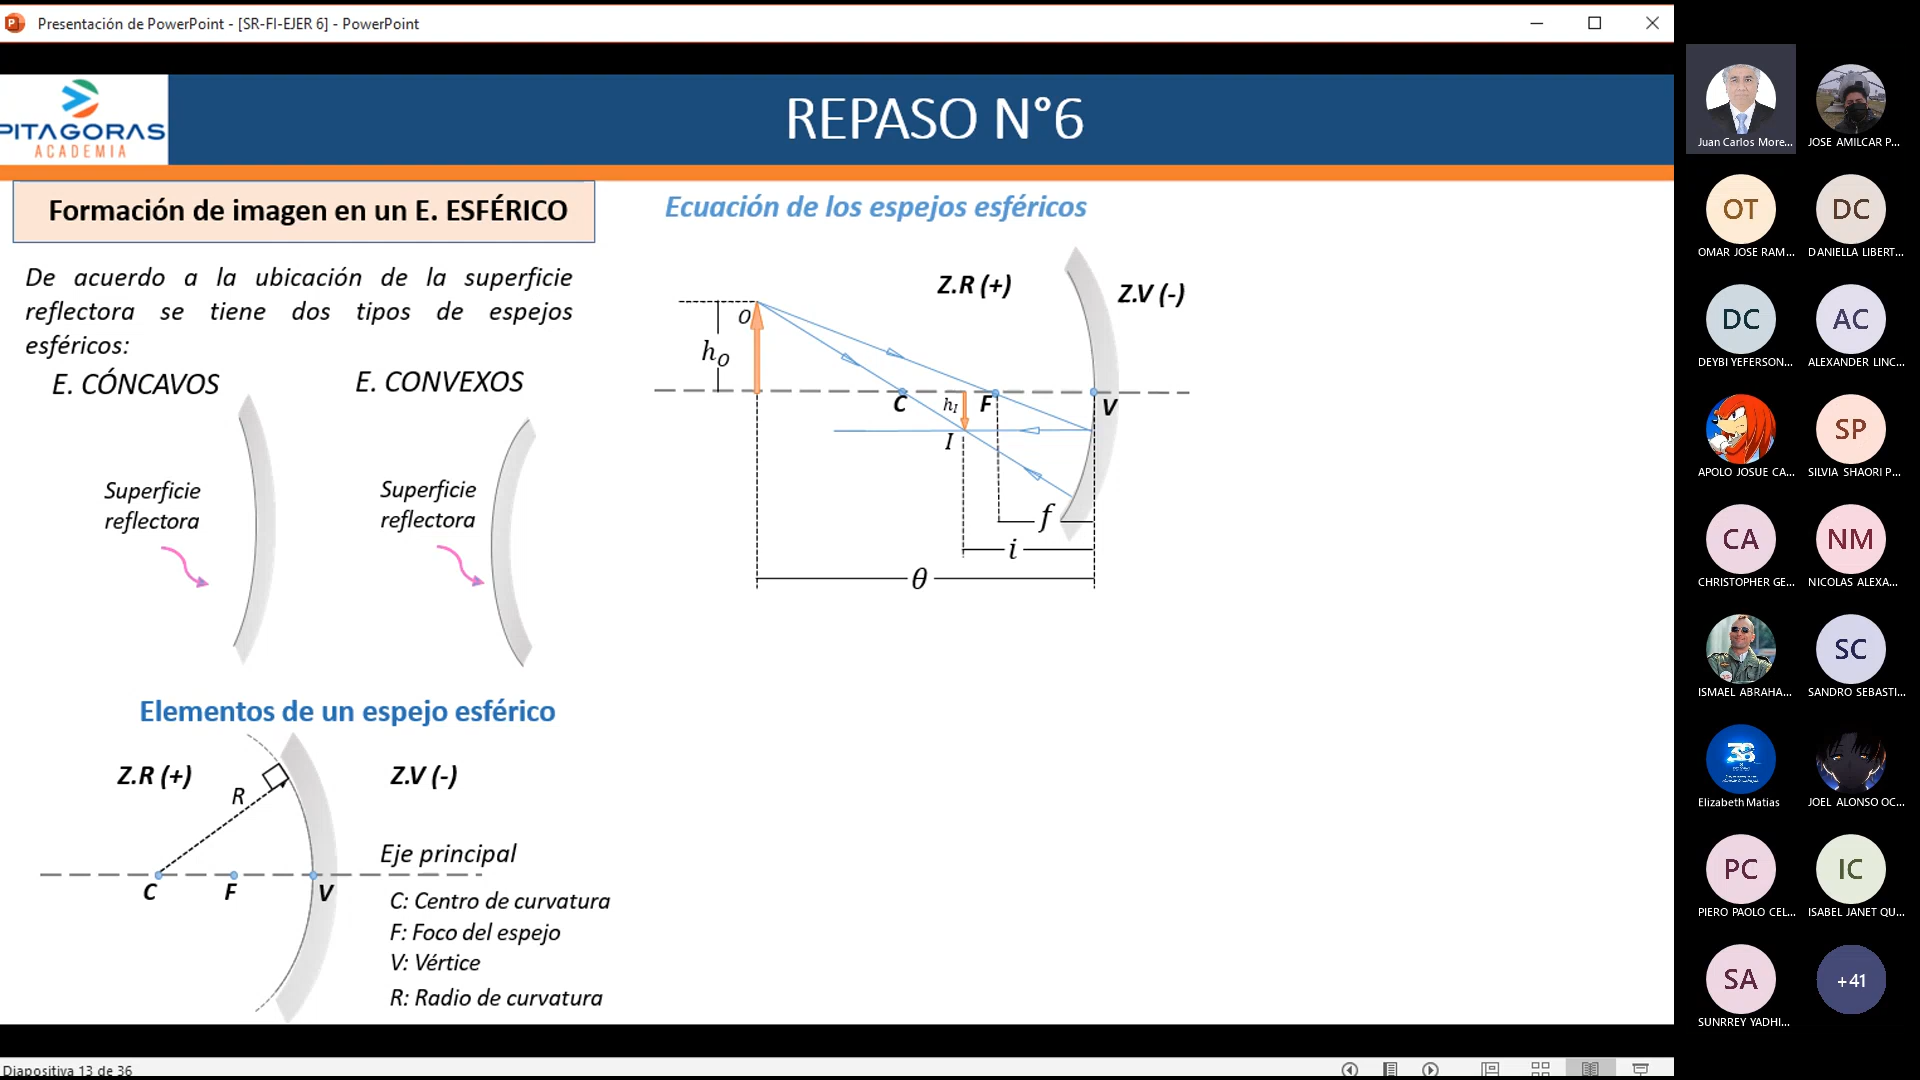 Presentación de PowerPoint - [SR-FI-EJER 6] - PowerPoint
PITAGORAS
ACADEMIA
REPASO N°6
Formación de imagen en un E. ESFÉRICO
De acuerdo a la ubicación de la superficie
reflectora se tiene dos tipos de espejos
esféricos:
E. CÓNCAVOS
E. CONVEXOS
Superficie
reflectora
Superficie
reflectora
Elementos de un espejo esférico
Z.R (+)
Z.V (-)
R
Eje principal
C
F
V
C: Centro de curvatura
F: Foco del espejo
V: Vértice
R: Radio de curvatura
Ecuación de los espejos esféricos
Z.R (+)
Z.V (-)
O
h_O
C
h_I
F
V
I
f
i
θ
Juan Carlos More...
JOSE AMILCAR P...
OT
OMAR JOSE RAM...
DC
DANIELLA LIBERT...
DC
DEYBI YEFERSON...
AC
ALEXANDER LINC...
APOLO JOSUE CA...
SP
SILVIA SHAORI P...
CA
CHRISTOPHER GE...
NM
NICOLAS ALEXA...
ISMAEL ABRAHA...
SC
SANDRO SEBASTI...
Elizabeth Matias
JOEL ALONSO OC...
PC
PIERO PAOLO CEL...
IC
ISABEL JANET QU...
SA
SUNRREY YADHI...
+41
Diapositiva 13 de 36